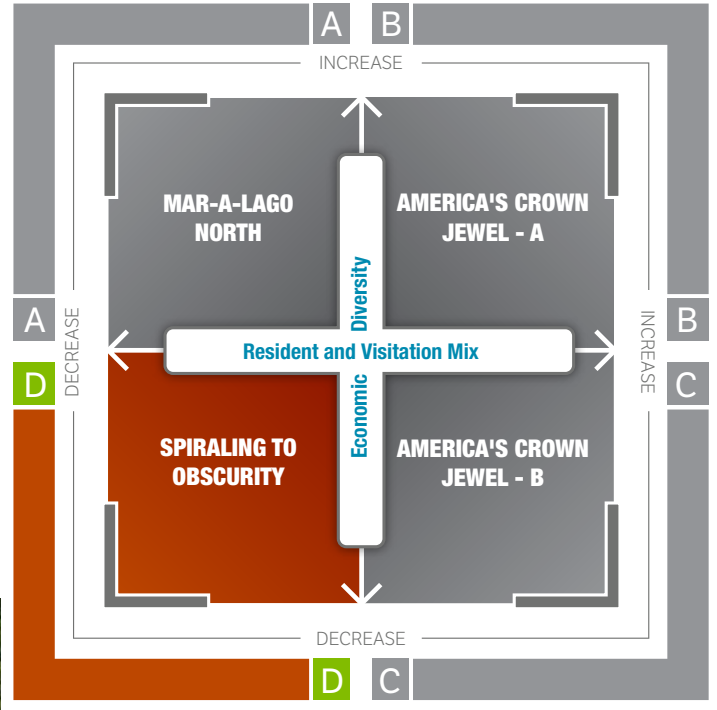 A B
INCREASE
MAR-A-LAGO
NORTH
AMERICA'S CROWN
JEWEL - A
Economic Diversity
A
DECREASE
D
Resident and Visitation Mix
INCREASE
B
C
SPIRALING TO
OBSCURITY
AMERICA'S CROWN
JEWEL - B
DECREASE
D C